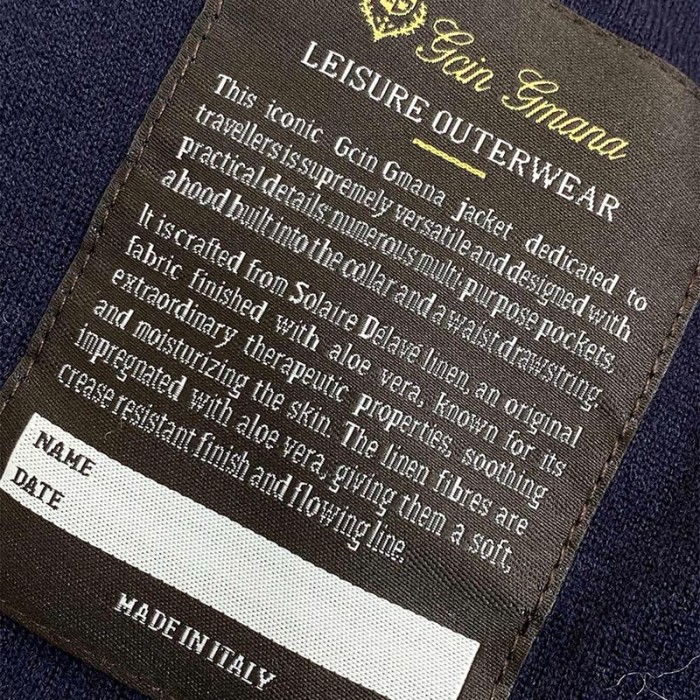 Gcin Gmana
LEISURE OUTERWEAR
This iconic Gcin Gmana jacket dedicated to
travellers is supremely versatile and designed with
practical details: numerous multi-purpose pockets,
a hood built into the collar and a waist drawstring.
It is crafted from Solaire Délavé linen, an original
fabric finished with aloe vera, known for its
extraordinary therapeutic properties, soothing
and moisturizing the skin. The linen fibres are
impregnated with aloe vera, giving them a soft,
crease resistant finish and flowing line.
NAME
DATE
MADE IN ITALY